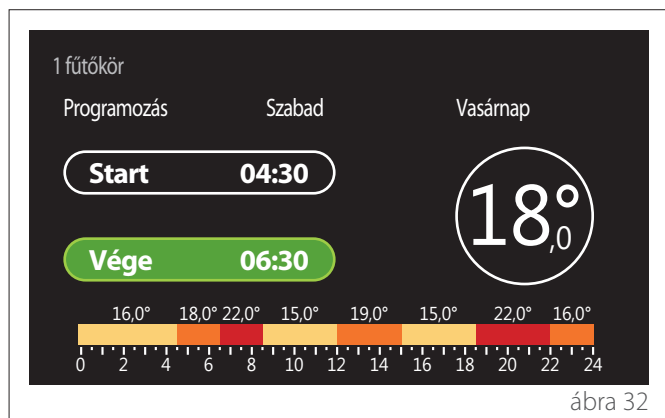 1 fűtőkör
Programozás Szabad Vasárnap
Start 04:30
18,0°
Vége 06:30
16,0° 18,0° 22,0° 15,0° 19,0° 15,0° 22,0° 16,0°
0 2 4 6 8 10 12 14 16 18 20 22 24
ábra 32